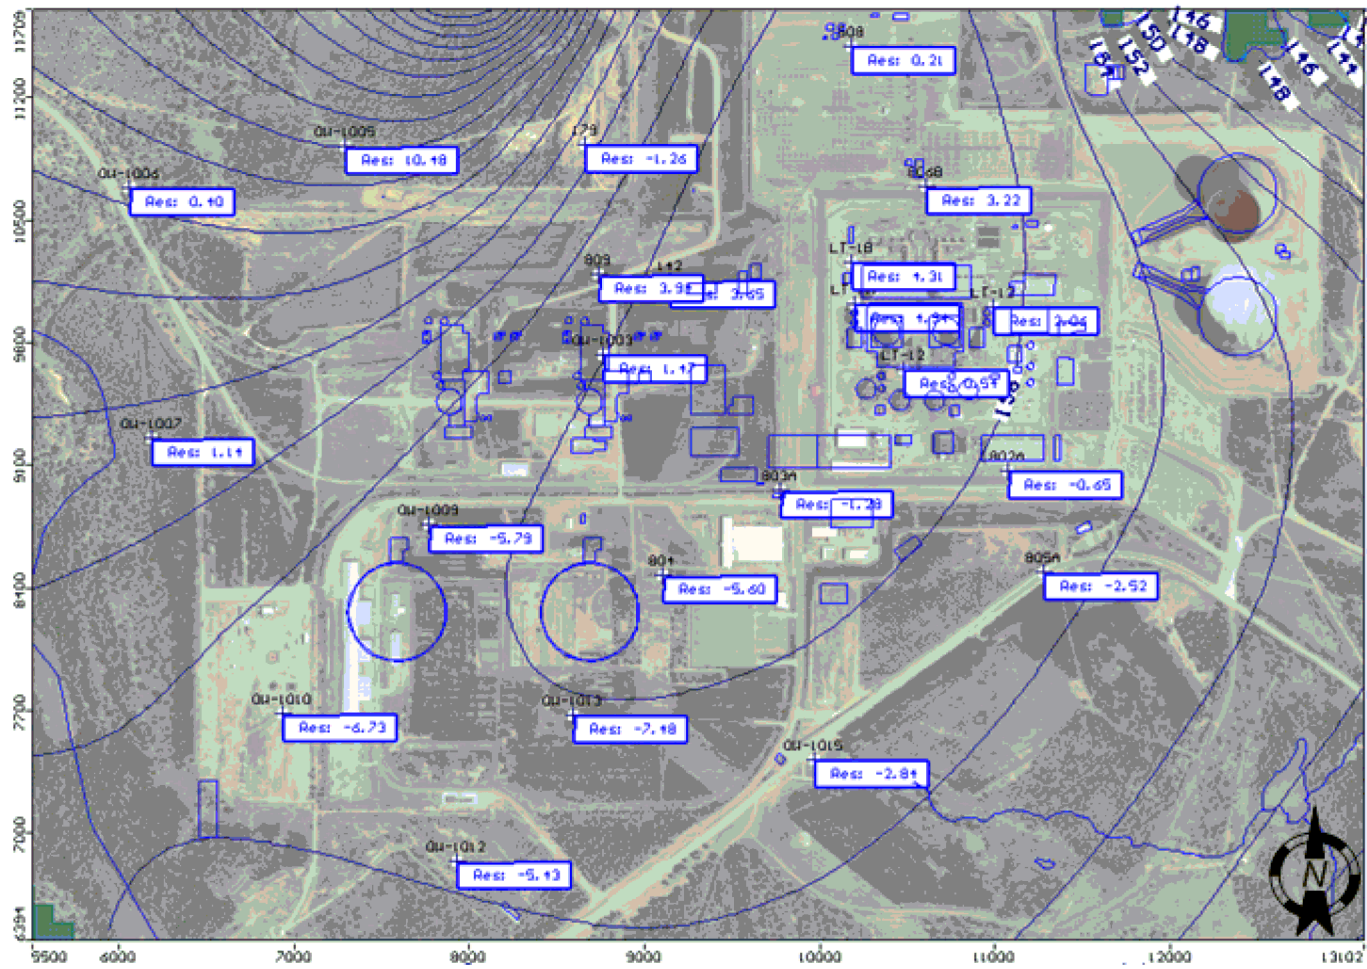 11709
11200
10500
9800
9100
8400
7700
7000
6394
146
150
148
152
184
146
144
148
808
Res: 0.21
OW-1005
Res: 10.48
179
Res: -1.26
OW-1006
Res: 0.40
806B
Res: 3.22
LT-18
Res: 4.31
809
Res: 3.98
142
3.65
LT-13
Res: 2.06
OW-1003
Res: 1.47
LT-12
Res: 0.54
OW-1007
Res: 1.14
802A
Res: -0.65
803A
Res: -1.28
OW-1009
Res: -5.79
804
Res: -5.60
805A
Res: -2.52
OW-1010
Res: -6.73
OW-1013
Res: -7.48
OW-1015
Res: -2.84
OW-1012
Res: -5.43
N
5500 6000 7000 8000 9000 10000 11000 12000 13102